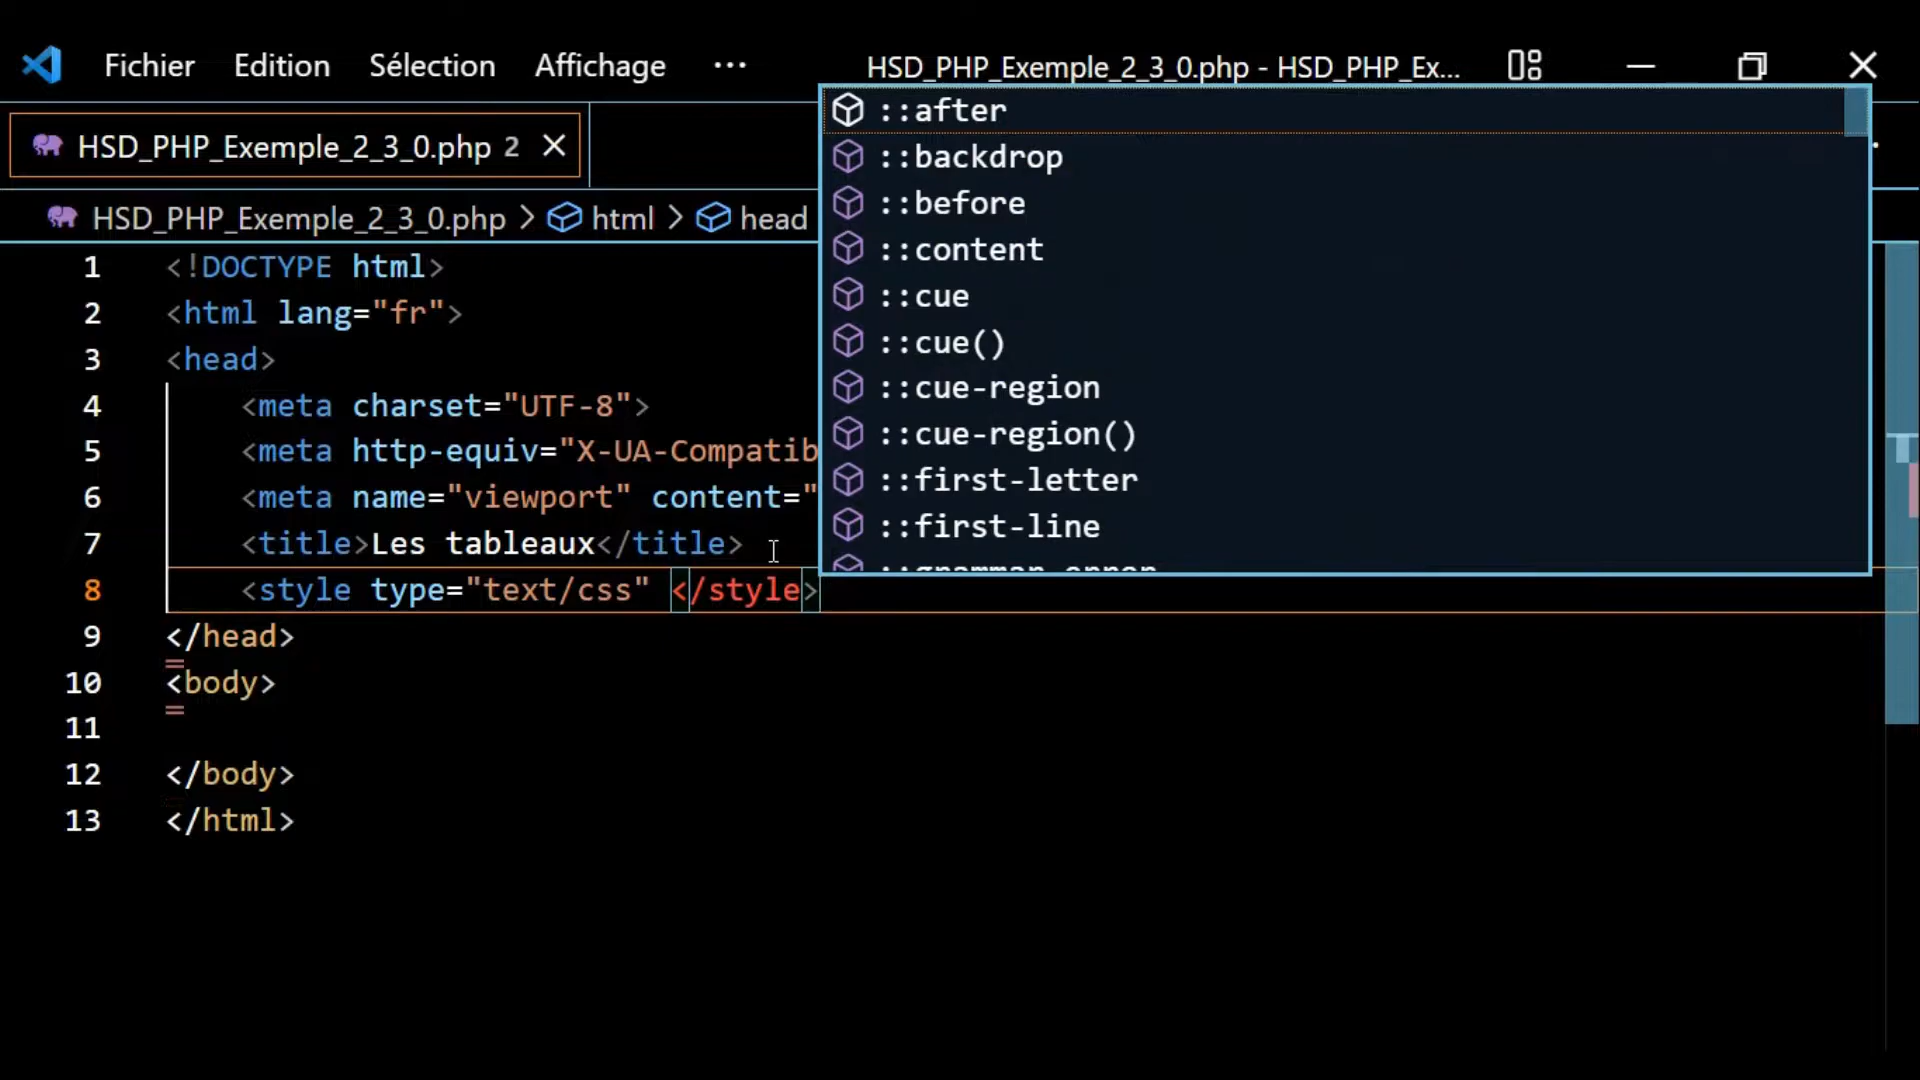 Fichier Edition Sélection Affichage ··· HSD_PHP_Exemple_2_3_0.php - HSD_PHP_Ex...
HSD_PHP_Exemple_2_3_0.php 2
HSD_PHP_Exemple_2_3_0.php > html > head
1 <!DOCTYPE html>
2 <html lang="fr">
3 <head>
4 <meta charset="UTF-8">
5 <meta http-equiv="X-UA-Compatib
6 <meta name="viewport" content="
7 <title>Les tableaux</title>
8 <style type="text/css" </style>
9 </head>
10 <body>
11
12 </body>
13 </html>
::after
::backdrop
::before
::content
::cue
::cue()
::cue-region
::cue-region()
::first-letter
::first-line
::grammar-error